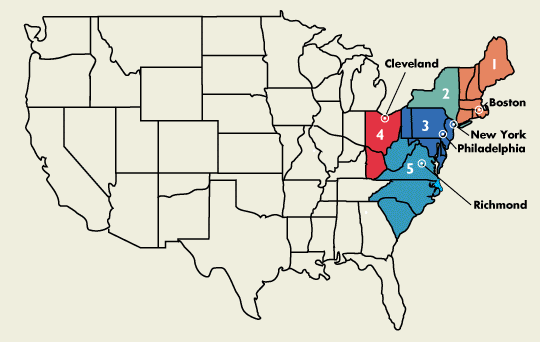 1
Cleveland
2
Boston
3
New York
4
Philadelphia
5
Richmond